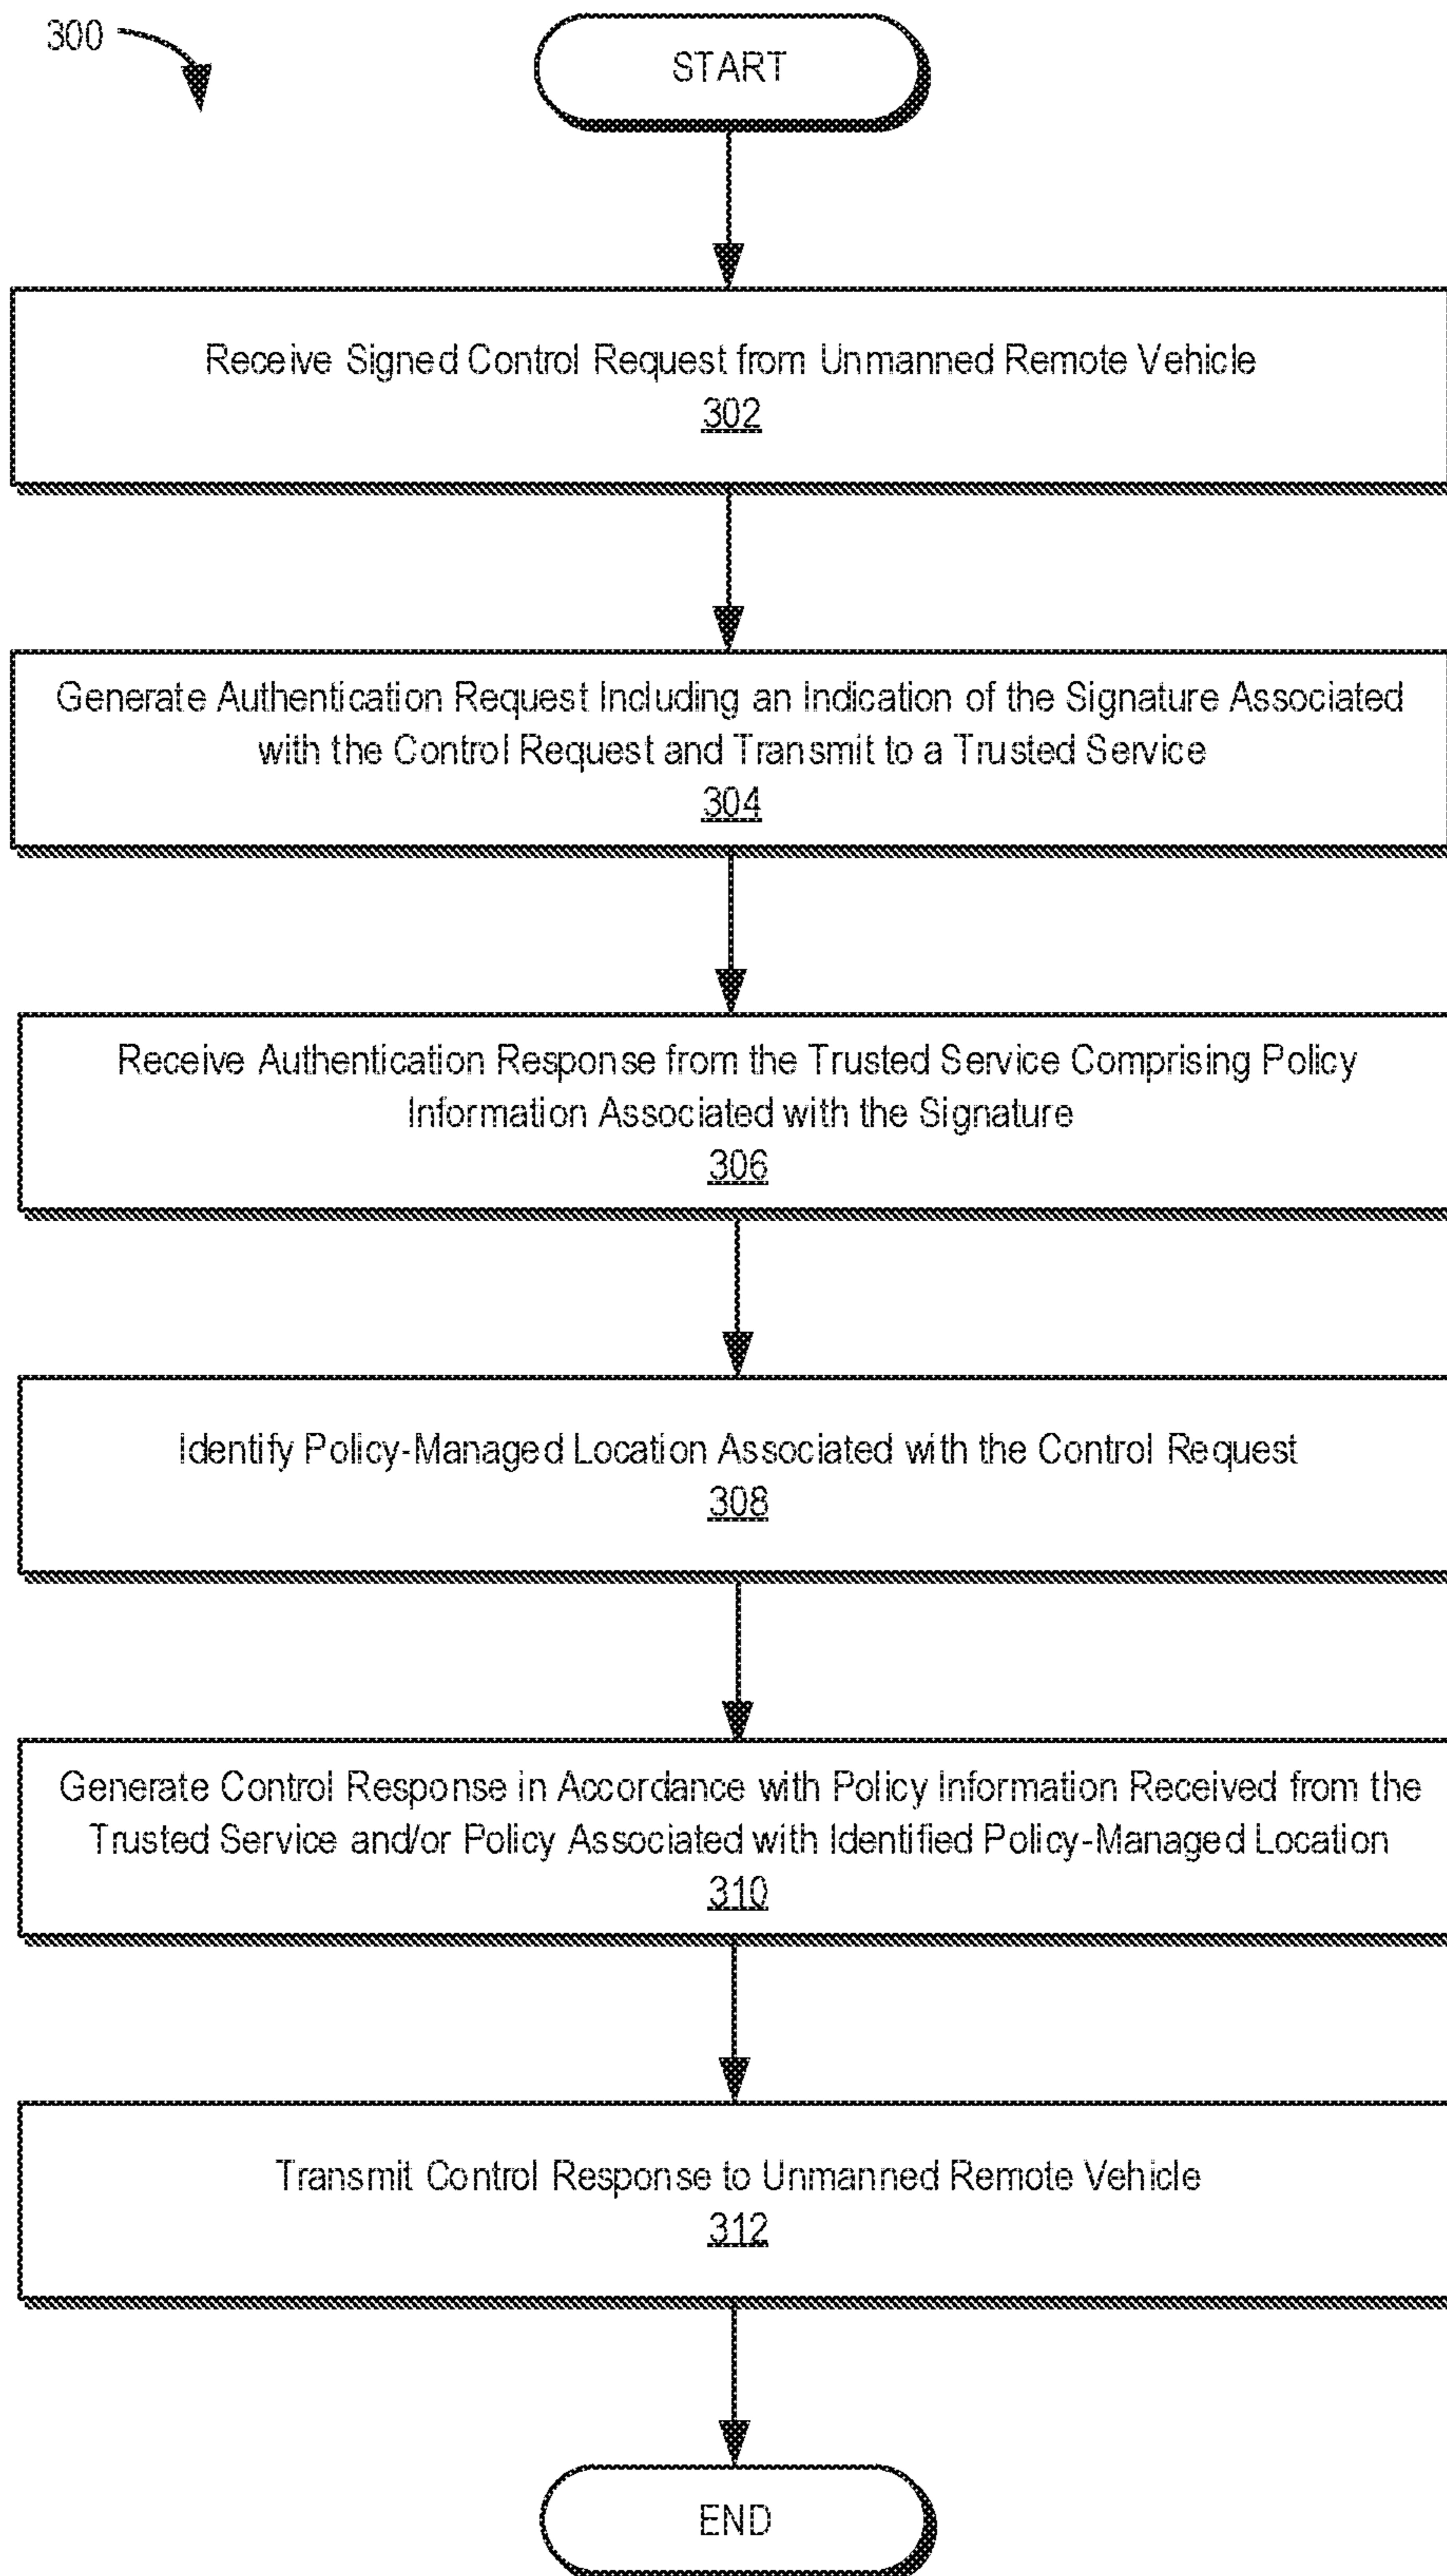 300
START
Receive Signed Control Request from Unmanned Remote Vehicle
302
Generate Authentication Request Including an Indication of the Signature Associated
with the Control Request and Transmit to a Trusted Service
304
Receive Authentication Response from the Trusted Service Comprising Policy
Information Associated with the Signature
306
Identify Policy-Managed Location Associated with the Control Request
308
Generate Control Response in Accordance with Policy Information Received from the
Trusted Service and/or Policy Associated with Identified Policy-Managed Location
310
Transmit Control Response to Unmanned Remote Vehicle
312
END